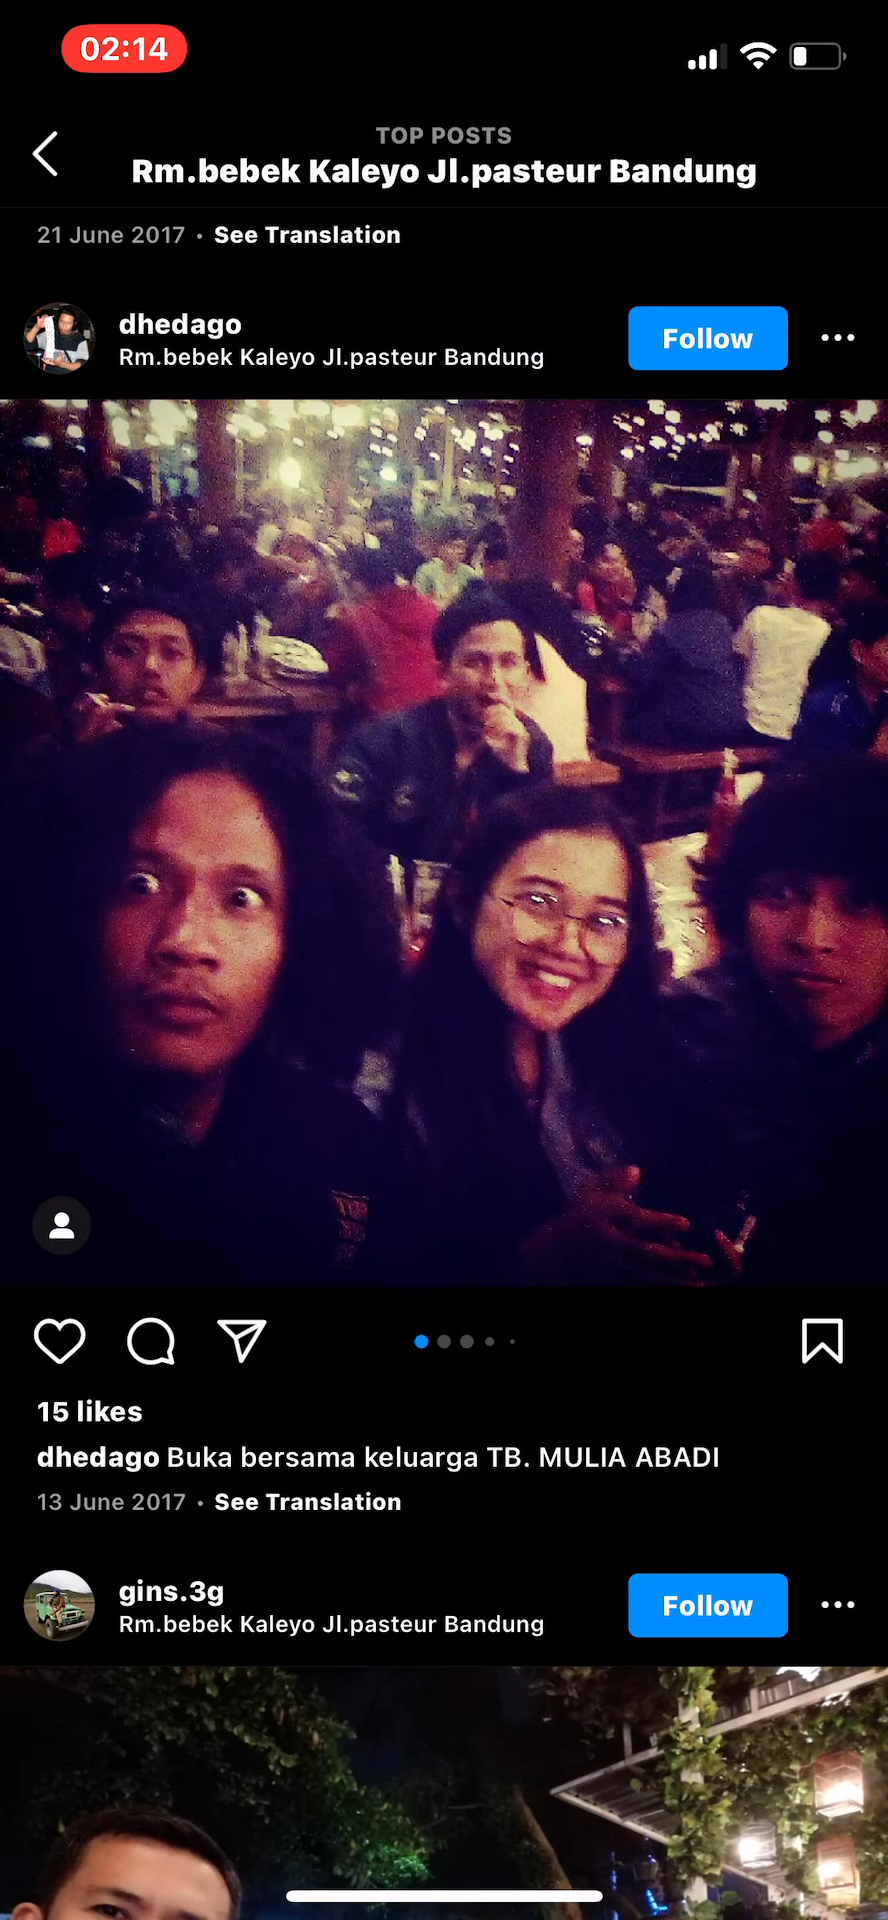 02:14
TOP POSTS
Rm.bebek Kaleyo Jl.pasteur Bandung
21 June 2017 · See Translation
dhedago
Rm.bebek Kaleyo Jl.pasteur Bandung
Follow
15 likes
dhedago Buka bersama keluarga TB. MULIA ABADI
13 June 2017 · See Translation
gins.3g
Rm.bebek Kaleyo Jl.pasteur Bandung
Follow